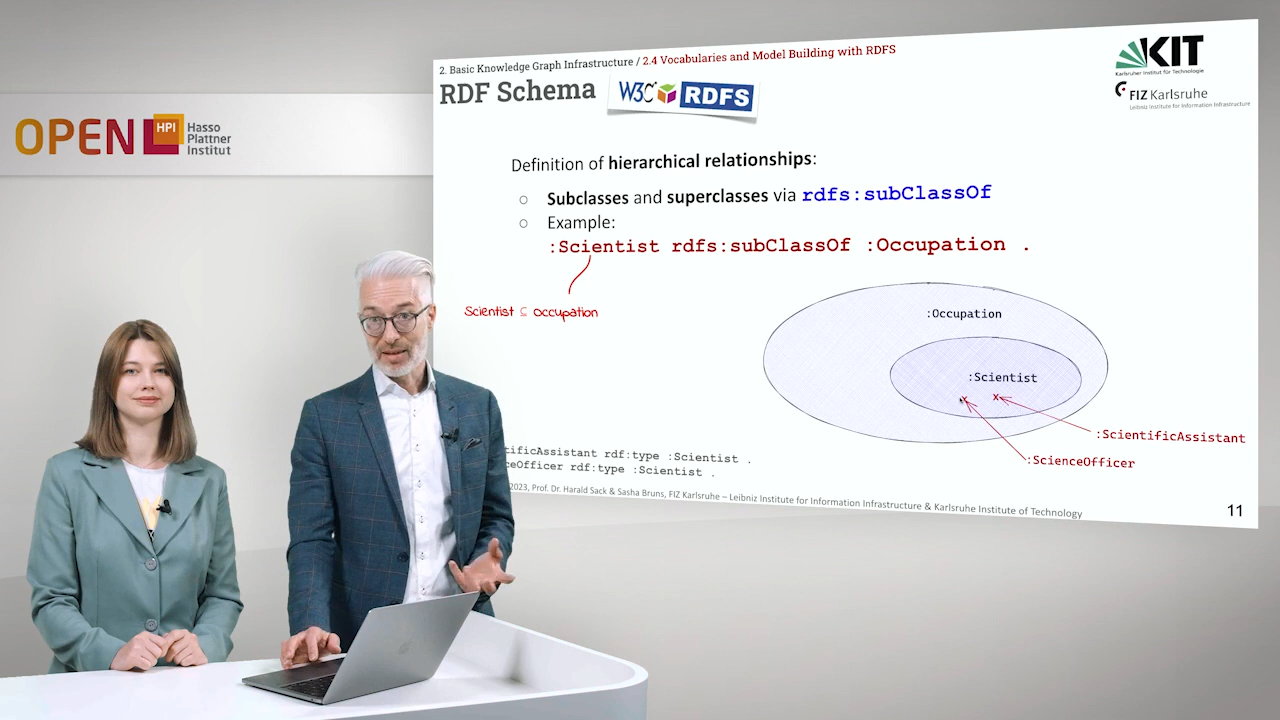 OPEN HPI Hasso
Plattner
Institut
2. Basic Knowledge Graph Infrastructure / 2.4 Vocabularies and Model Building with RDFS
RDF Schema
W3C RDFS
KIT
Karlsruher Institut für Technologie
FIZ Karlsruhe
Leibniz Institute for Information Infrastructure
Definition of hierarchical relationships:
○ Subclasses and superclasses via rdfs:subClassOf
○ Example:
:Scientist rdfs:subClassOf :Occupation .
Scientist ⊆ Occupation
:Occupation
:Scientist
x x
:ScientificAssistant
:ScienceOfficer
tificAssistant rdf:type :Scientist .
ceOfficer rdf:type :Scientist .
2023, Prof. Dr. Harald Sack & Sasha Bruns, FIZ Karlsruhe – Leibniz Institute for Information Infrastructure & Karlsruhe Institute of Technology
11